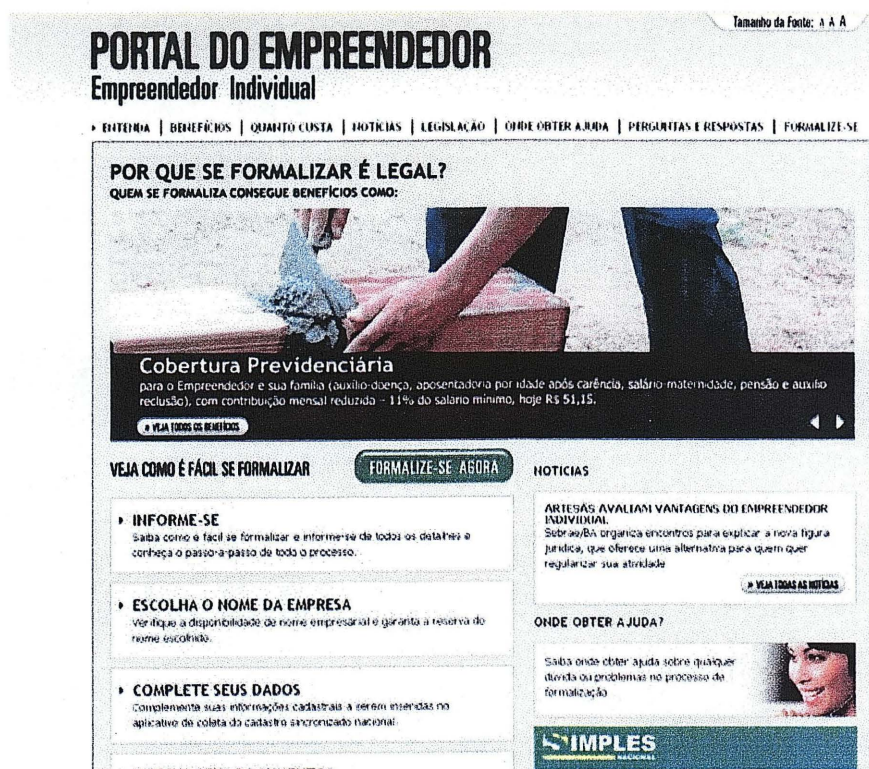 Tamanho da Fonte: A A A
PORTAL DO EMPREENDEDOR
Empreendedor Individual
ENTENDA | BENEFÍCIOS | QUANTO CUSTA | NOTÍCIAS | LEGISLAÇÃO | ONDE OBTER AJUDA | PERGUNTAS E RESPOSTAS | FORMALIZE-SE
POR QUE SE FORMALIZAR É LEGAL?
QUEM SE FORMALIZA CONSEGUE BENEFÍCIOS COMO:
Cobertura Previdenciária
para o Empreendedor e sua família (auxílio-doença, aposentadoria por idade após carência, salário-maternidade, pensão e auxilio
reclusão), com contribuição mensal reduzida - 11% do salario mínimo, hoje R$ 51,15.
» VEJA TODOS OS BENEFÍCIOS
VEJA COMO É FÁCIL SE FORMALIZAR
FORMALIZE-SE AGORA
INFORME-SE
Saiba como é fácil se formalizar e informe-se de todos os detalhes e
conheça o passo-a-passo de todo o processo.
ESCOLHA O NOME DA EMPRESA
Verifique a disponibilidade de nome empresarial e garanta a reserva do
nome escolhido.
COMPLETE SEUS DADOS
Complemente suas informações cadastrais a serem inseridas no
aplicativo de coleta do cadastro sincronizado nacional
NOTICIAS
ARTESÃS AVALIAM VANTAGENS DO EMPREENDEDOR
INDIVIDUAL
Sebrae/BA organiza encontros para explicar a nova figura
jurídica, que oferece uma alternativa para quem quer
regularizar sua atividade
» VEJA TODAS AS NOTÍCIAS
ONDE OBTER AJUDA?
Saiba onde obter ajuda sobre qualquer
dúvida ou problemas no processo de
formalização
SIMPLES
NACIONAL